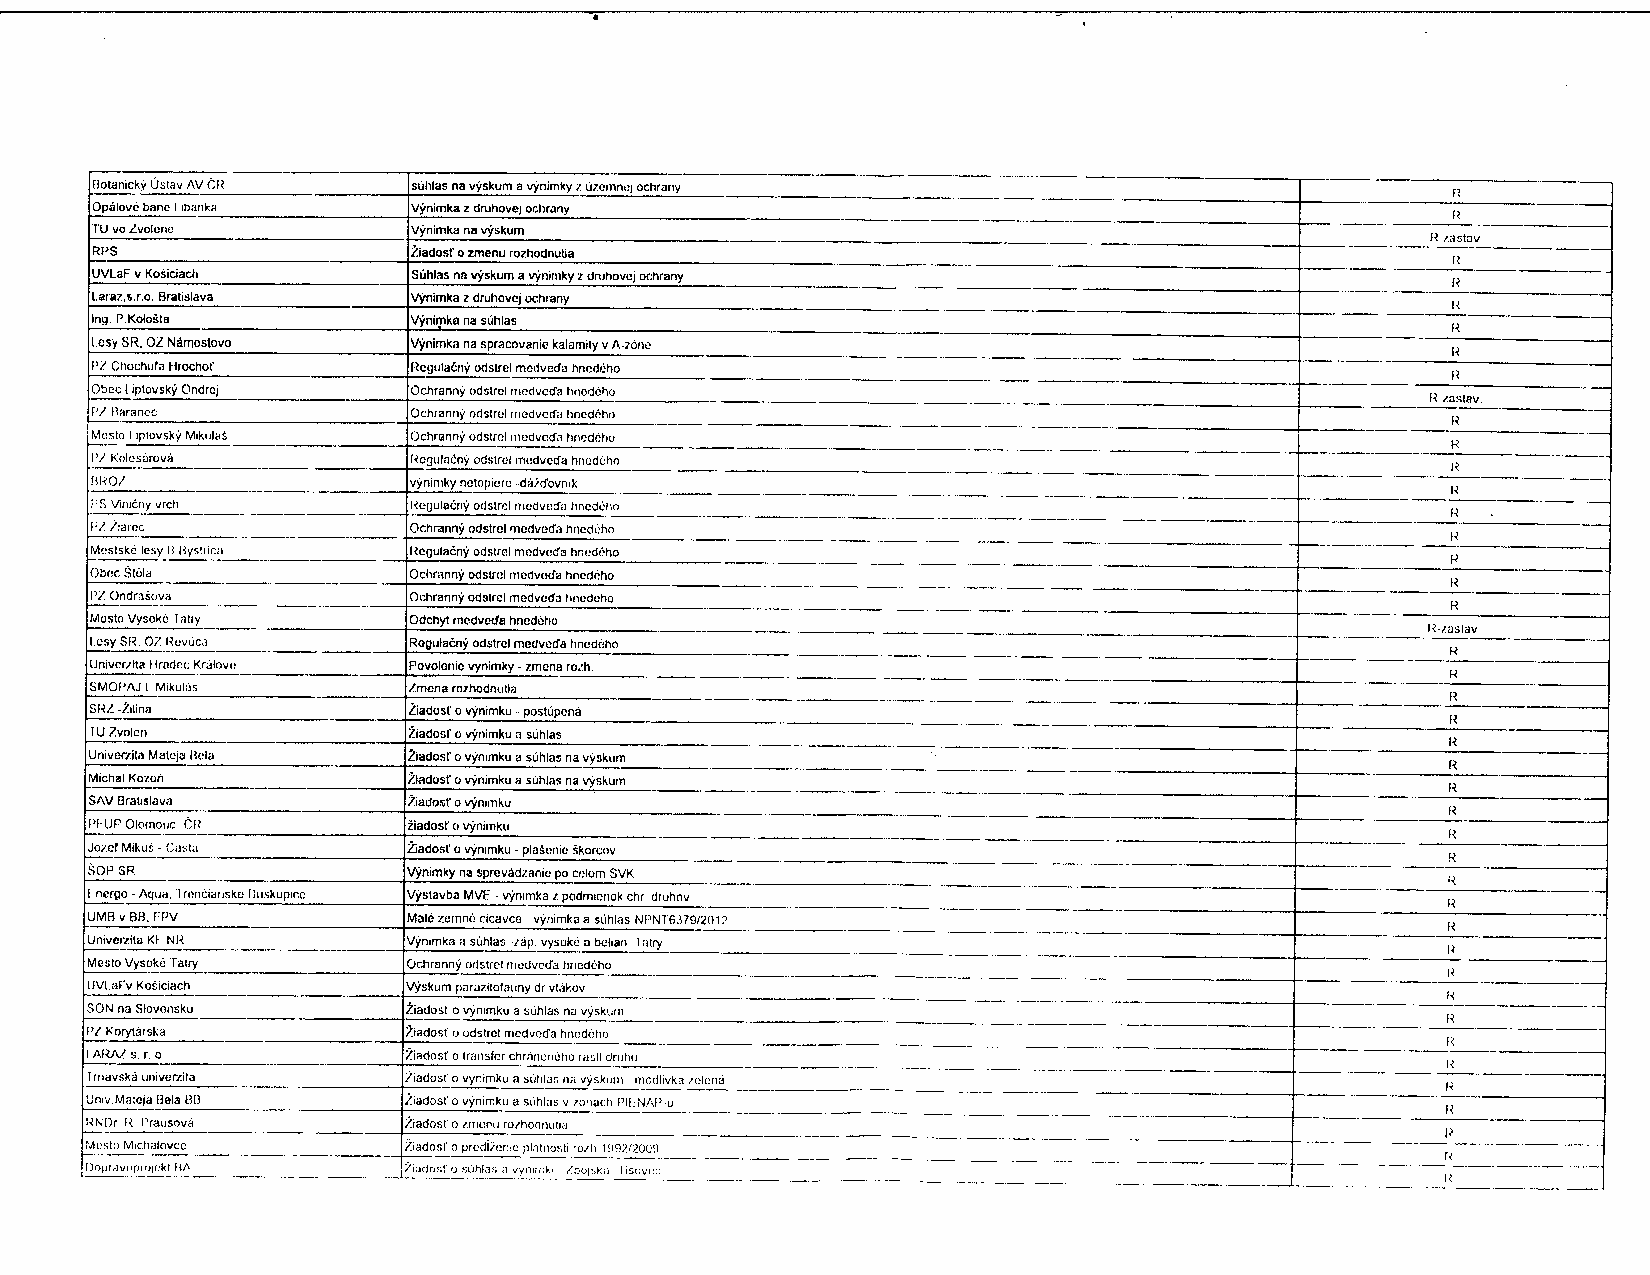 Botanický Ústav AV ČR súhlas na výskum a výnimky z územnej ochrany R
Opálové bane Libanka Výnimka z druhovej ochrany R
TU vo Zvolene Výnimka na výskum R zastav
RPS Žiadosť o zmenu rozhodnutia R
UVLaF v Košiciach Súhlas na výskum a výnimky z druhovej ochrany R
Laraz,s.r.o. Bratislava Výnimka z druhovej ochrany R
Ing. P.Kološta Výnimka na súhlas R
Lesy SR, OZ Námestovo Výnimka na spracovanie kalamity v A-zóne R
PZ Chochuľa Hrochoť Regulačný odstrel medveďa hnedého R
Obec Liptovský Ondrej Ochranný odstrel medveďa hnedého R zastav.
PZ Baranec Ochranný odstrel medveďa hnedého R
Mesto Liptovský Mikuláš Ochranný odstrel medveďa hnedého R
PZ Kolesárová Regulačný odstrel medveďa hnedého R
BROZ výnimky netopiere -dážďovník R
PS Viničny vrch Regulačný odstrel medveďa hnedého R
PZ Žiarec Ochranný odstrel medveďa hnedého R
Mestské lesy B Bystrica Regulačný odstrel medveďa hnedého R
Obec Štôla Ochranný odstrel medveďa hnedého R
PZ Ondrašova Ochranný odstrel medveďa hnedého R
Mesto Vysoké Tatry Odchyt medveďa hnedého R-zastav
Lesy SR, OZ Revúca Regulačný odstrel medveďa hnedého R
Univerzita Hradec Králove Povolenie vynimky - zmena rozh. R
SMOPAJ L Mikuláš Zmena rozhodnutia R
SRZ -Žilina Žiadosť o výnimku - postúpená R
TU Zvolen Žiadosť o výnimku a súhlas R
Univerzita Mateja Bela Žiadosť o výnimku a súhlas na výskum R
Michal Kozoň Žiadosť o výnimku a súhlas na výskum R
SAV Bratislava Žiadosť o výnimku R
PFUP Olomouc ČR žiadosť o výnimku R
Jozef Mikuš - Častá Žiadosť o výnimku - plašenie škorcov R
ŠOP SR Výnimky na sprevádzanie po celom SVK R
Energo - Aqua, Trenčianske Biskupice Výstavba MVE - výnimka z podmienok chr. druhov R
UMB v BB, FPV Malé zemné cicavce výnimka a súhlas NPNT6379/2012 R
Univerzita KF NR Výnimka a súhlas -záp. vysoké a belian. Tatry R
Mesto Vysoké Tatry Ochranný odstrel medveďa hnedého R
UVLaFv Košiciach Výskum parazitofauny dr vtákov R
SON na Slovensku Žiadosť o výnimku a súhlas na výskum R
PZ Korytárska Žiadosť o odstrel medveďa hnedého R
LARAZ s. r. o Žiadosť o transfer chráneného rastl druhu R
Trnavská univerzita Žiadosť o výnimku a súhlas na výskum modlivka zelená R
Univ.Mateja Bela BB Žiadosť o výnimku a súhlas v zonách PIENAP-u R
RNDr R Prausová Žiadosť o zmenu rozhodnutia R
Mesto Michalovce Žiadosť o predĺženie platnosti rozh 1992/2009 R
Dopravoprojekt BA Žiadosť o súhlas a výnimku R